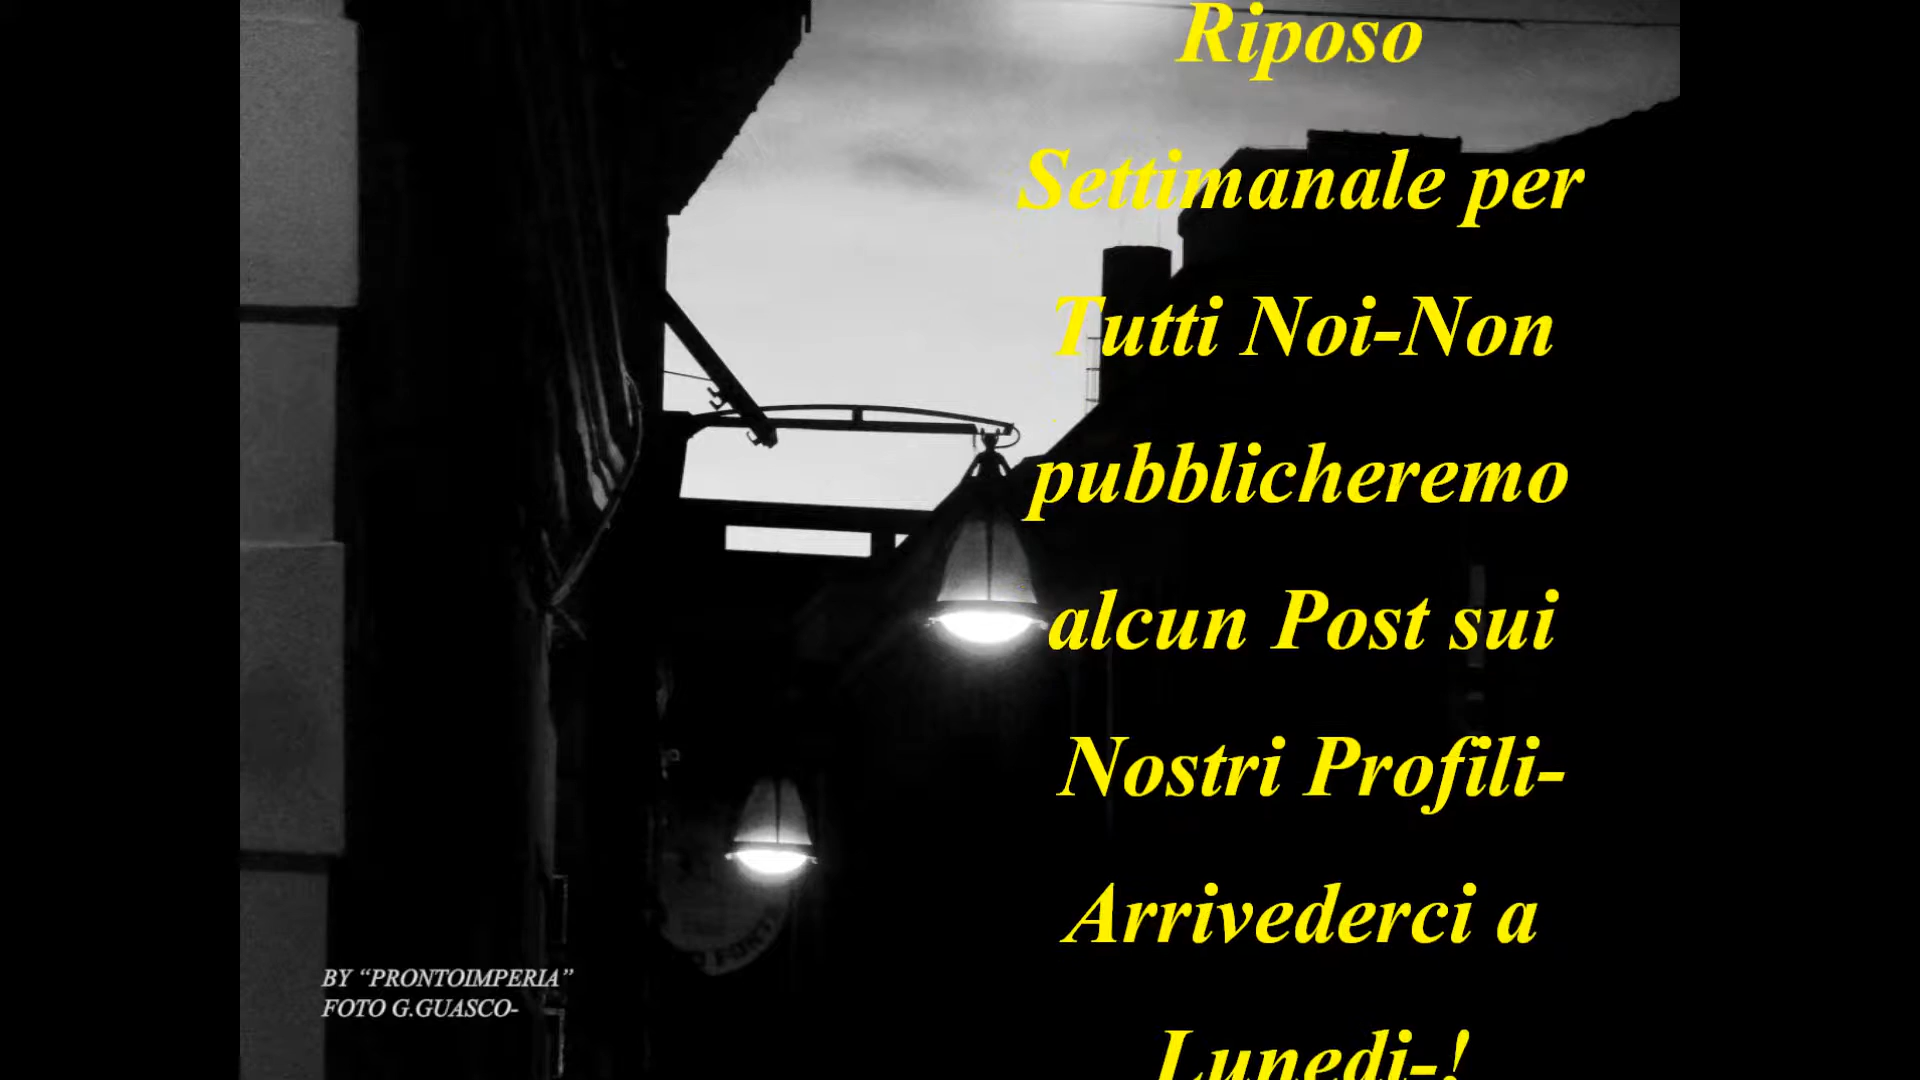 Riposo
Settimanale per
Tutti Noi-Non
pubblicheremo
alcun Post sui
Nostri Profili-
Arrivederci a
Lunedi-!
BY “PRONTOIMPERIA”
FOTO G.GUASCO-